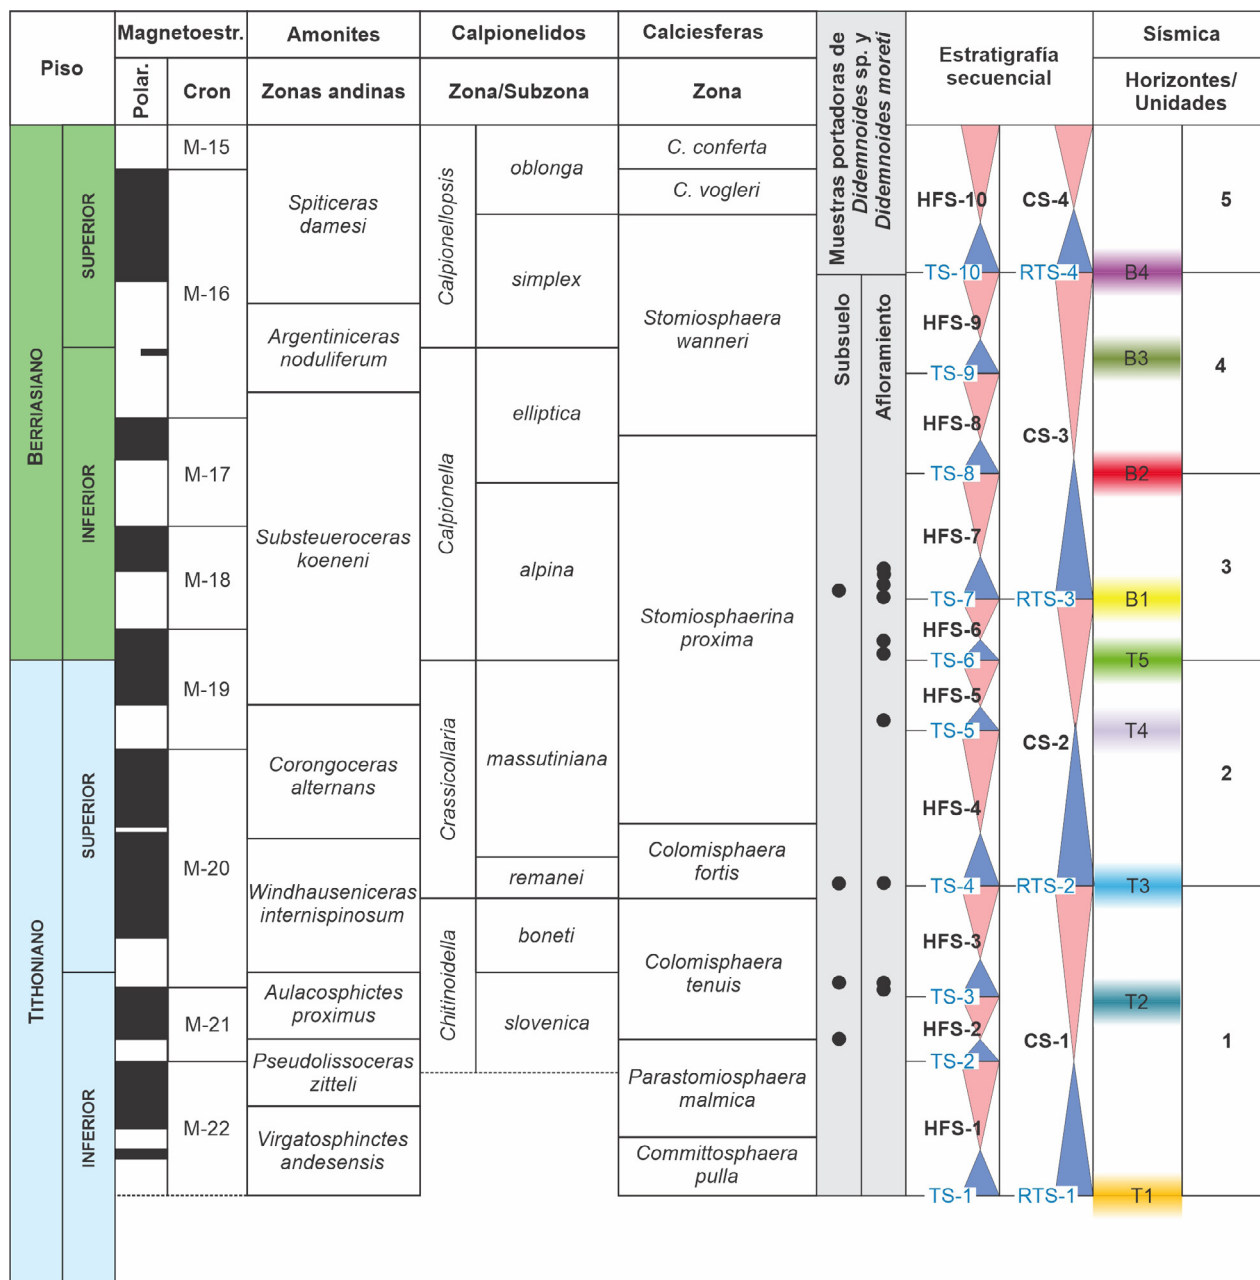 Piso
Magnetoestr.
Polar.
Cron
Amonites
Zonas andinas
Calpionelidos
Zona/Subzona
Calciesferas
Zona
Muestras portadoras de
Didemnoides sp. y
Didemnoides moreti
Subsuelo
Afloramiento
Estratigrafía
secuencial
Sísmica
Horizontes/
Unidades
BERRIASIANO
SUPERIOR
INFERIOR
TITHONIANO
SUPERIOR
INFERIOR
M-15
M-16
M-17
M-18
M-19
M-20
M-21
M-22
Spiticeras
damesi
Argentiniceras
noduliferum
Substeueroceras
koeneni
Corongoceras
alternans
Windhauseniceras
internispinosum
Aulacosphictes
proximus
Pseudolissoceras
zitteli
Virgatosphinctes
andesensis
Calpionellopsis
Calpionella
Crassicollaria
Chitinoidella
oblonga
simplex
elliptica
alpina
massutiniana
remanei
boneti
slovenica
C. conferta
C. vogleri
Stomiosphaera
wanneri
Stomiosphaerina
proxima
Colomisphaera
fortis
Colomisphaera
tenuis
Parastomiosphaera
malmica
Committosphaera
pulla
HFS-10
TS-10
HFS-9
TS-9
HFS-8
TS-8
HFS-7
TS-7
HFS-6
TS-6
HFS-5
TS-5
HFS-4
TS-4
HFS-3
TS-3
HFS-2
TS-2
HFS-1
TS-1
CS-4
RTS-4
CS-3
RTS-3
CS-2
RTS-2
CS-1
RTS-1
B4
B3
B2
B1
T5
T4
T3
T2
T1
5
4
3
2
1